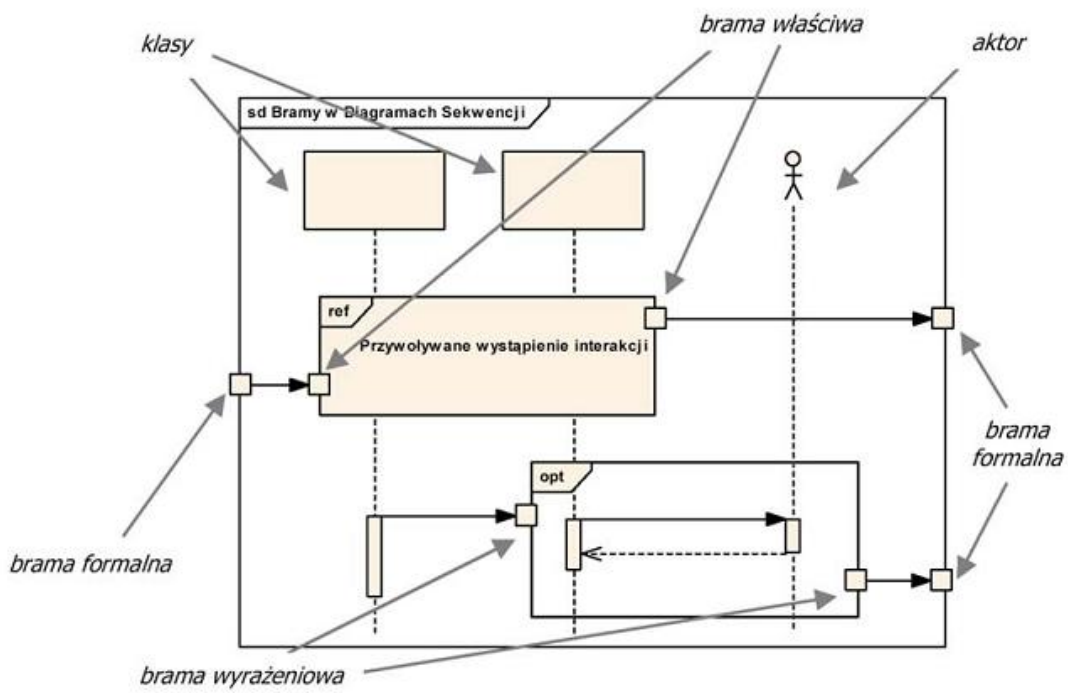 klasy
brama właściwa
aktor
sd Bramy w Diagramach Sekwencji
ref
Przywoływane wystąpienie interakcji
brama
formalna
opt
brama formalna
brama wyrażeniowa